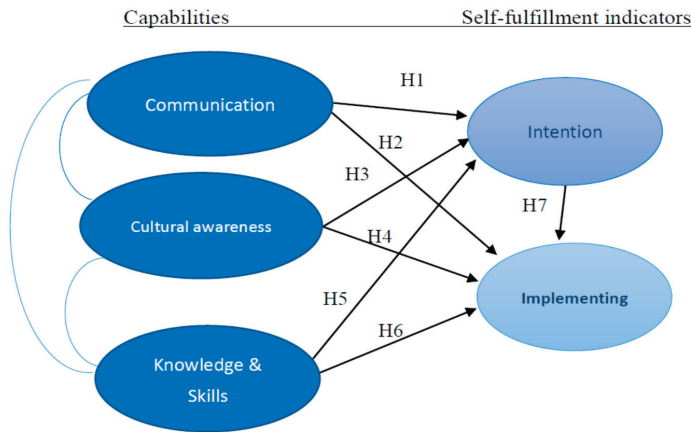 Capabilities
Self-fulfillment indicators
Communication
H1
Intention
H2
H3
Cultural awareness
H4
H7
Implementing
H5
H6
Knowledge &
Skills